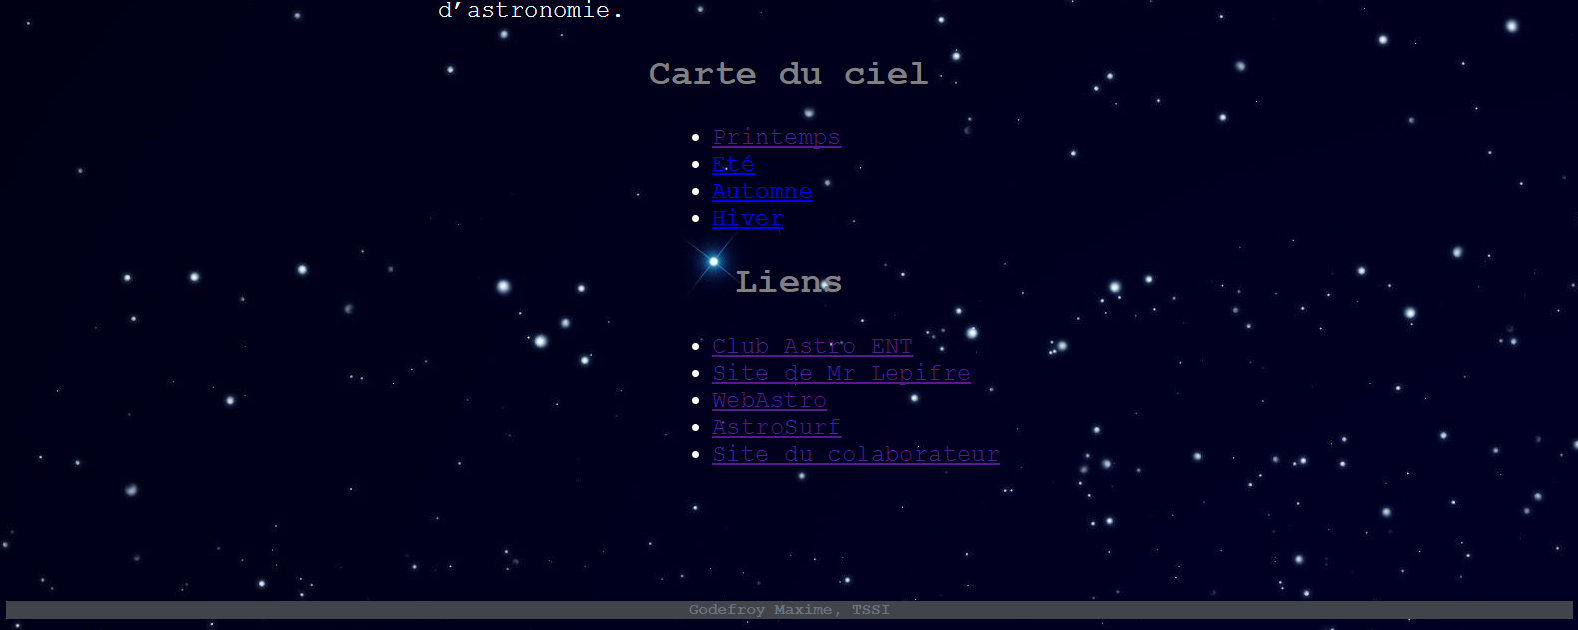 d’astronomie.
Carte du ciel
Printemps
Eté
Automne
Hiver
Liens
Club Astro ENT
Site de Mr Lepifre
WebAstro
AstroSurf
Site du colaborateur
Godefroy Maxime, TSSI